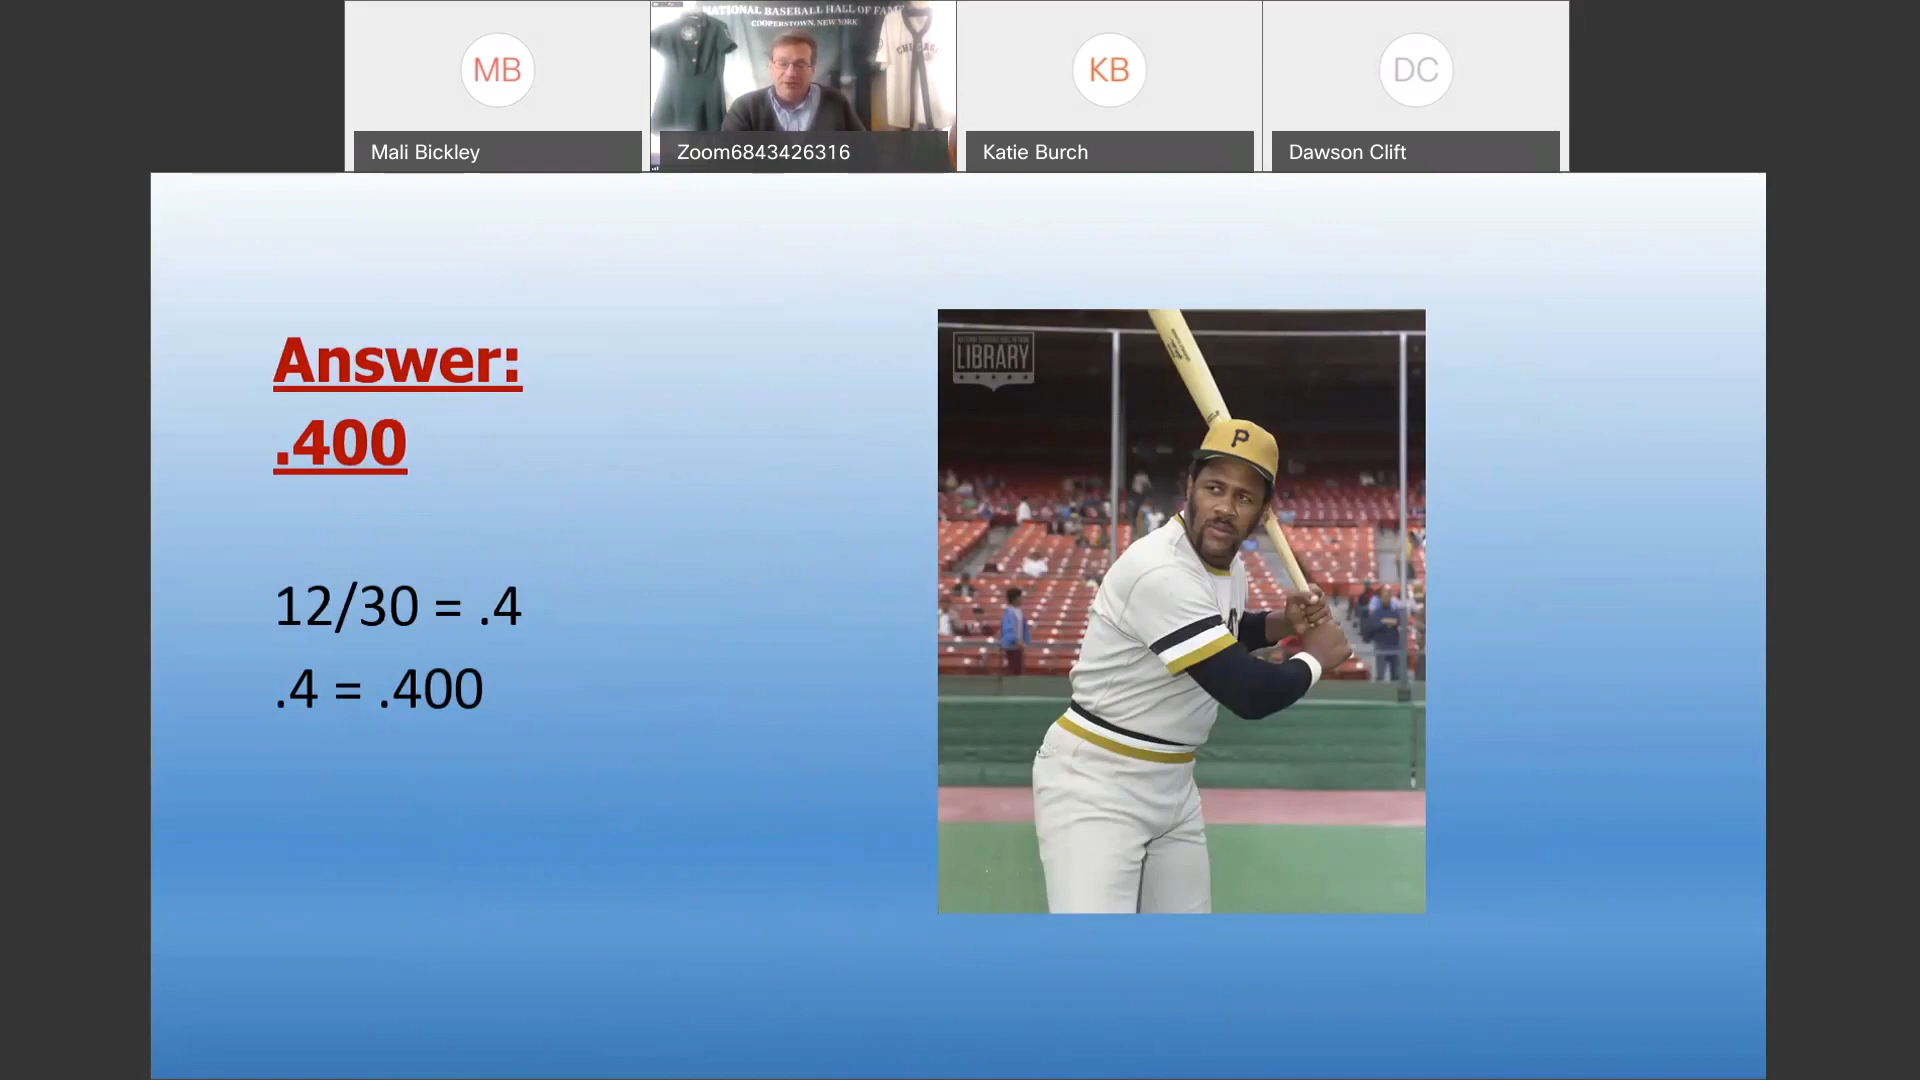 NATIONAL BASEBALL HALL OF FAME
COOPERSTOWN, NEW YORK
CHICAGO
MB
KB
DC
Mali Bickley
Zoom6843426316
Katie Burch
Dawson Clift
Answer:
.400
12/30 = .4
.4 = .400
LIBRARY
P